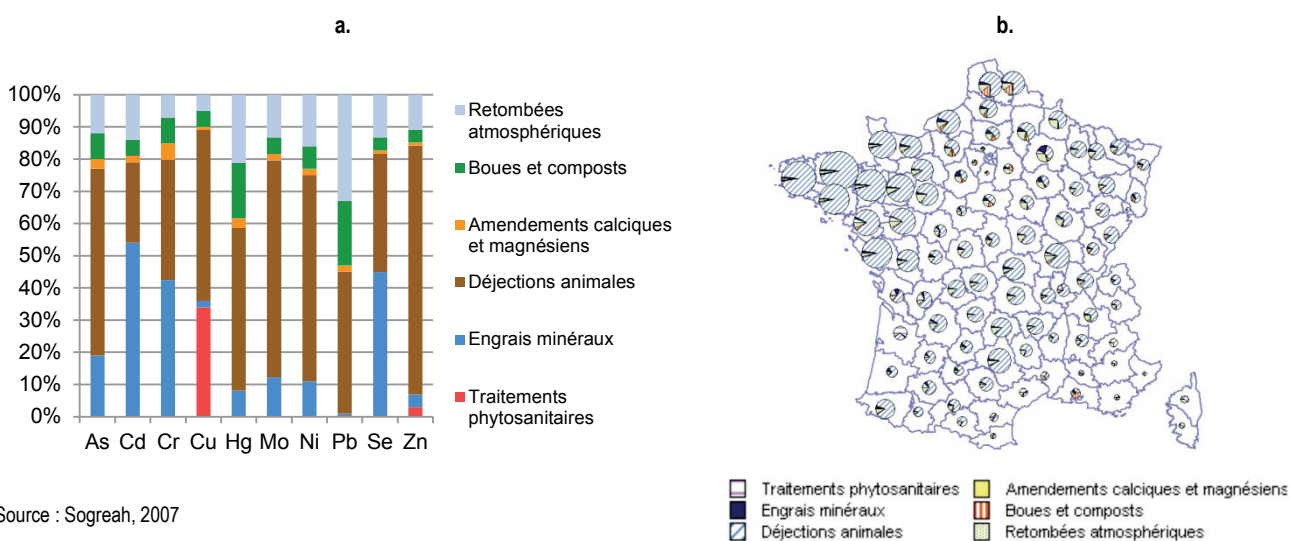 a.
b.
100%
90%
80%
70%
60%
50%
40%
30%
20%
10%
0%
As Cd Cr Cu Hg Mo Ni Pb Se Zn
Retombées
atmosphériques
Boues et composts
Amendements calciques
et magnésiens
Déjections animales
Engrais minéraux
Traitements
phytosanitaires
Traitements phytosanitaires
Engrais minéraux
Déjections animales
Amendements calciques et magnésiens
Boues et composts
Retombées atmosphériques
Source : Sogreah, 2007